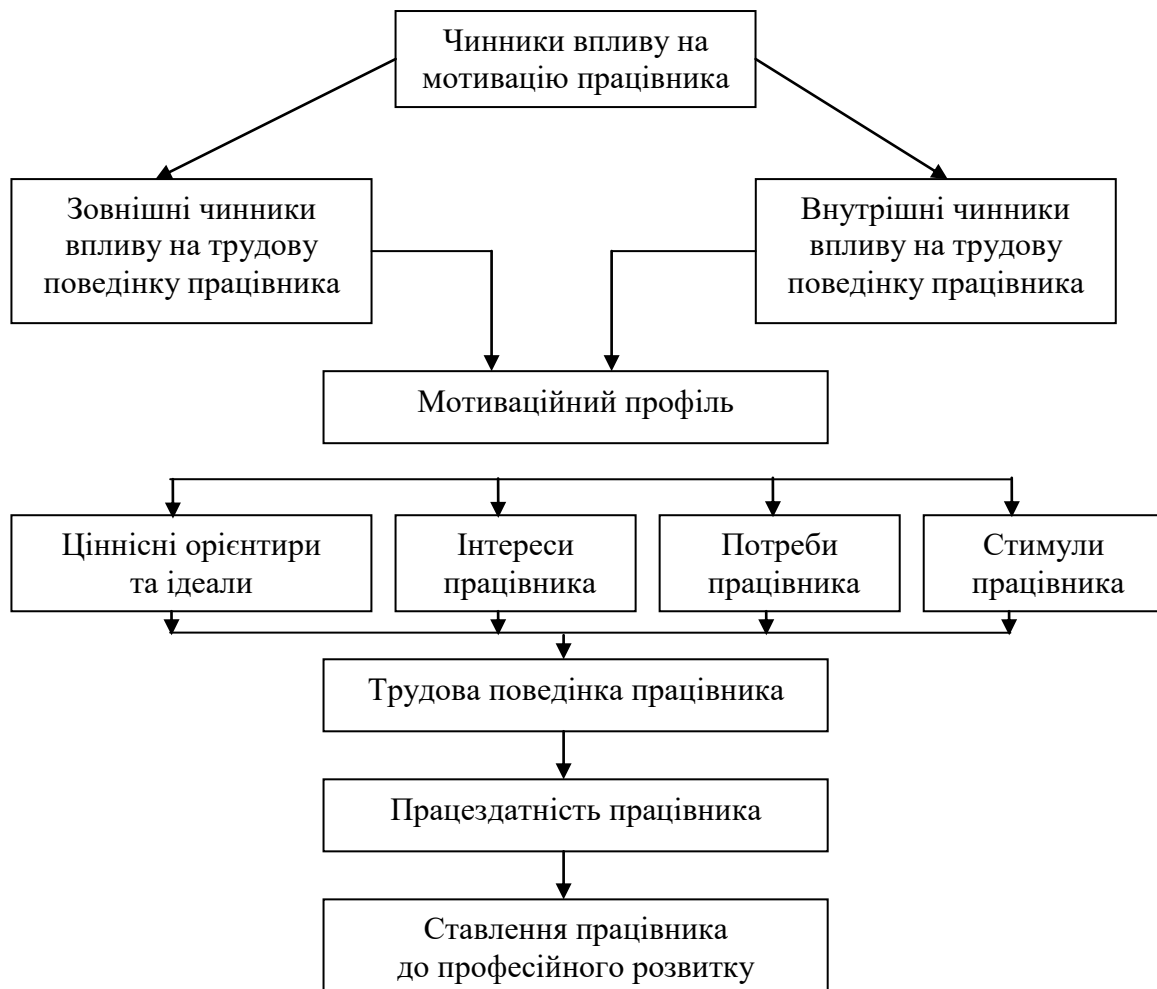 Чинники впливу на
мотивацію працівника
Зовнішні чинники
впливу на трудову
поведінку працівника
Внутрішні чинники
впливу на трудову
поведінку працівника
Мотиваційний профіль
Ціннісні орієнтири
та ідеали
Інтереси
працівника
Потреби
працівника
Стимули
працівника
Трудова поведінка працівника
Працездатність працівника
Ставлення працівника
до професійного розвитку